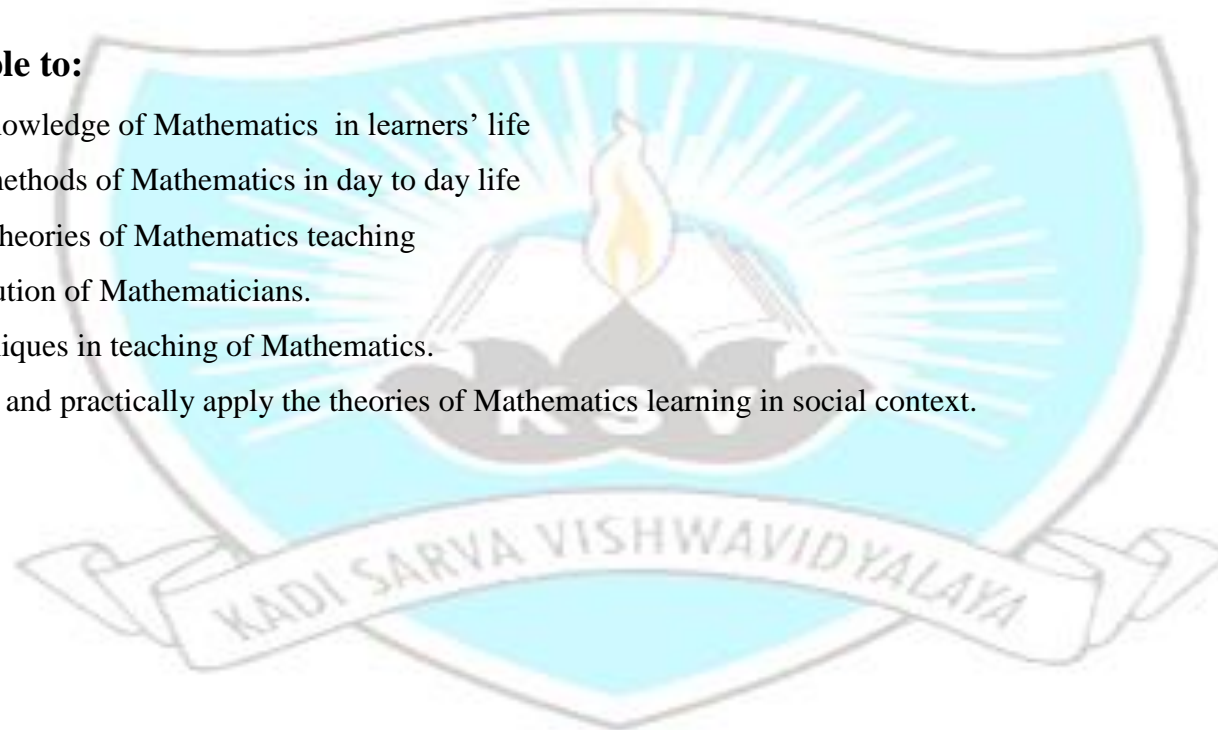 ble to:
nowledge of Mathematics in learners’ life
nethods of Mathematics in day to day life
heories of Mathematics teaching
ution of Mathematicians.
iques in teaching of Mathematics.
and practically apply the theories of Mathematics learning in social context.
KSV
KADI SARVA VISHWAVIDYALAYA